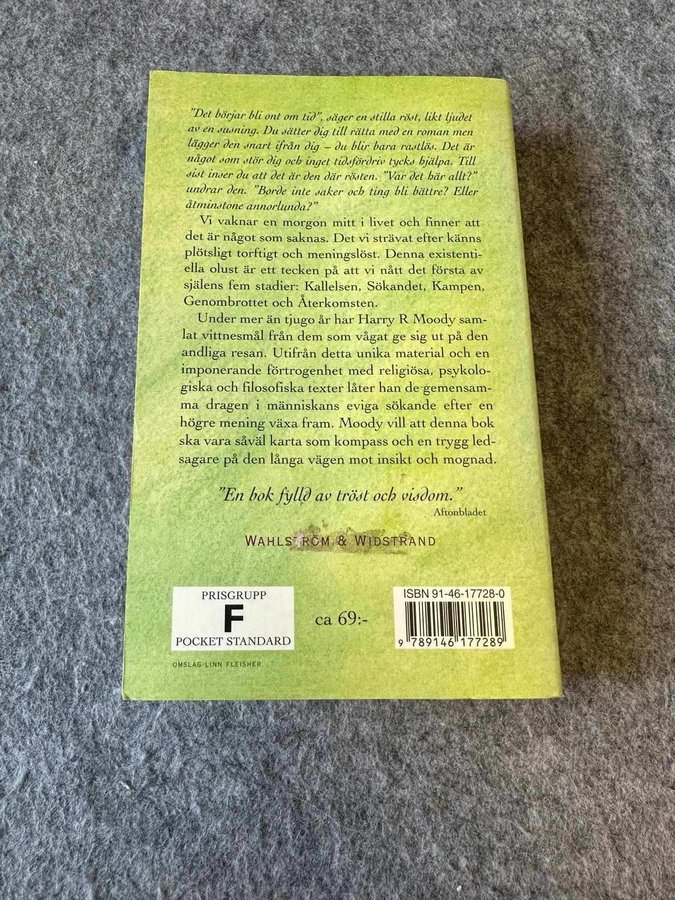 "Det börjar bli ont om tid", säger en stilla röst, likt ljudet
av en susning. Du sätter dig till rätta med en roman men
lägger den snart ifrån dig – du blir bara rastlös. Det är
något som stör dig och inget tidsfördriv tycks hjälpa. Till
sist inser du att det är den där rösten. "Var det här allt?"
undrar den. "Borde inte saker och ting bli bättre? Eller
åtminstone annorlunda?"
Vi vaknar en morgon mitt i livet och finner att
det är något som saknas. Det vi strävat efter känns
plötsligt torftigt och meningslöst. Denna existenti-
ella olust är ett tecken på att vi nått det första av
själens fem stadier: Kallelsen, Sökandet, Kampen,
Genombrottet och Återkomsten.
Under mer än tjugo år har Harry R Moody sam-
lat vittnesmål från dem som vågat ge sig ut på den
andliga resan. Utifrån detta unika material och en
imponerande förtrogenhet med religiösa, psykolo-
giska och filosofiska texter låter han de gemensam-
ma dragen i människans eviga sökande efter en
högre mening växa fram. Moody vill att denna bok
ska vara såväl karta som kompass och en trygg led-
sagare på den långa vägen mot insikt och mognad.
"En bok fylld av tröst och visdom."
Aftonbladet
WAHLSTRÖM & WIDSTRAND
PRISGRUPP
F
POCKET STANDARD
ca 69:-
ISBN 91-46-17728-0
9 789146 177289
OMSLAG LINN FLEISHER